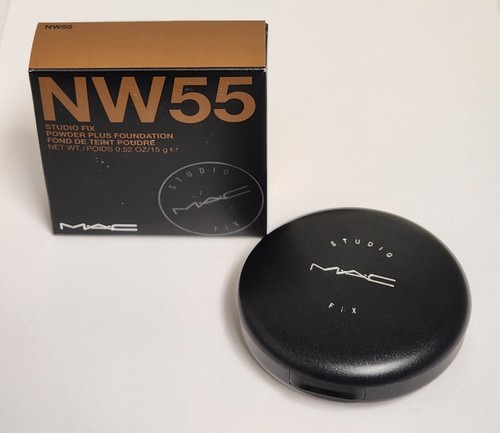 NW55
NW55
STUDIO FIX
POWDER PLUS FOUNDATION
FOND DE TEINT POUDRÉ
NET WT./POIDS 0.52 OZ/15 g e
STUDIO
MAC
FIX
MAC
STUDIO
MAC
FIX